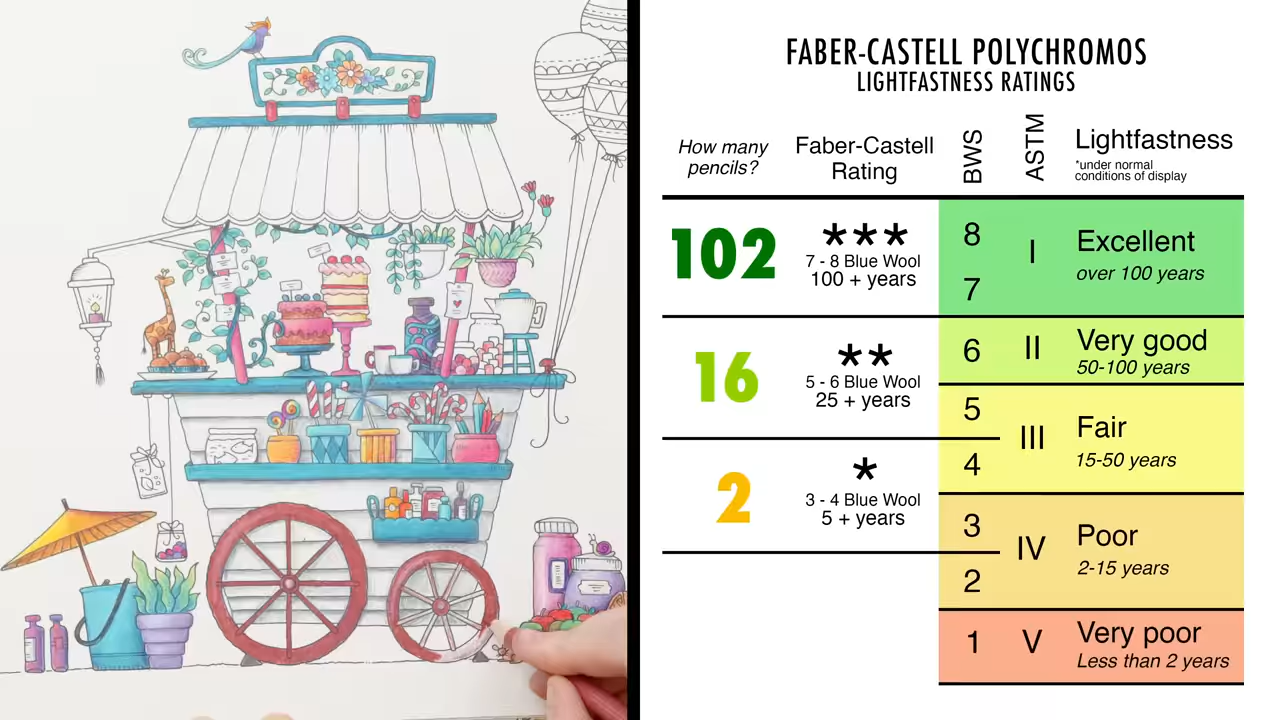 FABER-CASTELL POLYCHROMOS
LIGHTFASTNESS RATINGS
How many
pencils?
Faber-Castell
Rating
BWS
ASTM
Lightfastness
*under normal
conditions of display
102
***
7 - 8 Blue Wool
100 + years
8
7
I
Excellent
over 100 years
16
**
5 - 6 Blue Wool
25 + years
6
II
Very good
50-100 years
5
4
III
Fair
15-50 years
2
*
3 - 4 Blue Wool
5 + years
3
2
IV
Poor
2-15 years
1
V
Very poor
Less than 2 years